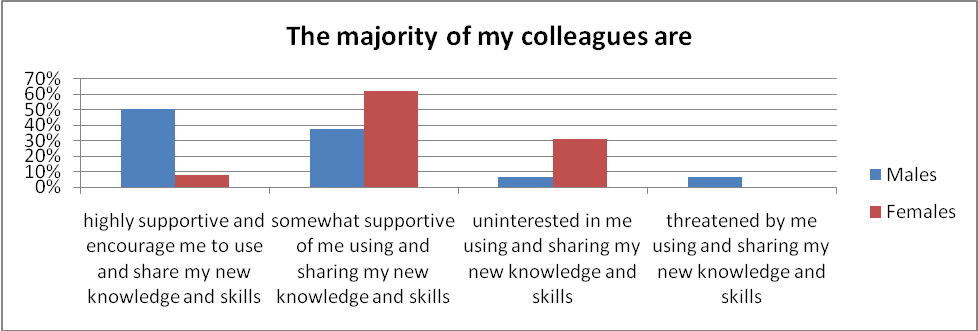 The majority of my colleagues are
70%
60%
50%
40%
30%
20%
10%
0%
highly supportive and
encourage me to use
and share my new
knowledge and skills
somewhat supportive
of me using and
sharing my new
knowledge and skills
uninterested in me
using and sharing my
new knowledge and
skills
threatened by me
using and sharing my
new knowledge and
skills
Males
Females